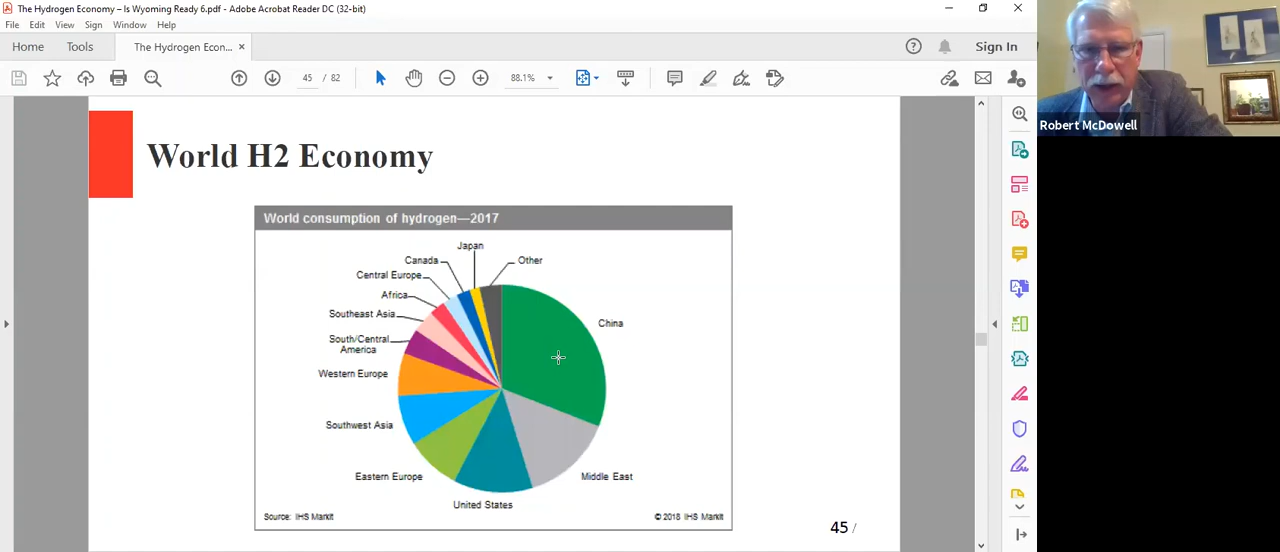 The Hydrogen Economy – Is Wyoming Ready 6.pdf - Adobe Acrobat Reader DC (32-bit)
File Edit View Sign Window Help
Home Tools The Hydrogen Econ... ×
Sign In
45 / 82
88.1%
Robert McDowell
World H2 Economy
World consumption of hydrogen—2017
Japan
Canada
Other
Central Europe
Africa
Southeast Asia
China
South/Central
America
Western Europe
Southwest Asia
Eastern Europe
Middle East
United States
Source: IHS Markit
© 2018 IHS Markit
45 /